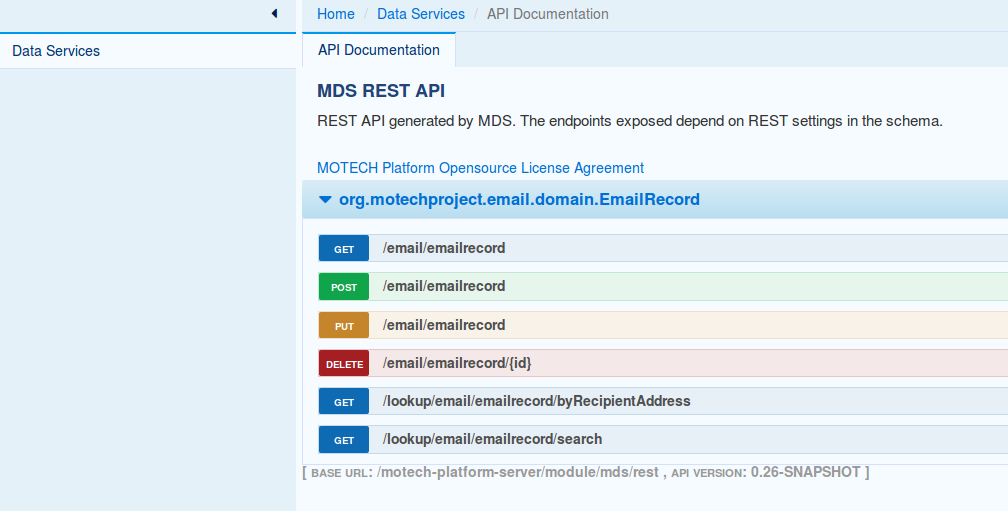 Home / Data Services / API Documentation
Data Services
API Documentation
MDS REST API
REST API generated by MDS. The endpoints exposed depend on REST settings in the schema.
MOTECH Platform Opensource License Agreement
org.motechproject.email.domain.EmailRecord
GET /email/emailrecord
POST /email/emailrecord
PUT /email/emailrecord
DELETE /email/emailrecord/{id}
GET /lookup/email/emailrecord/byRecipientAddress
GET /lookup/email/emailrecord/search
[ BASE URL: /motech-platform-server/module/mds/rest , API VERSION: 0.26-SNAPSHOT ]